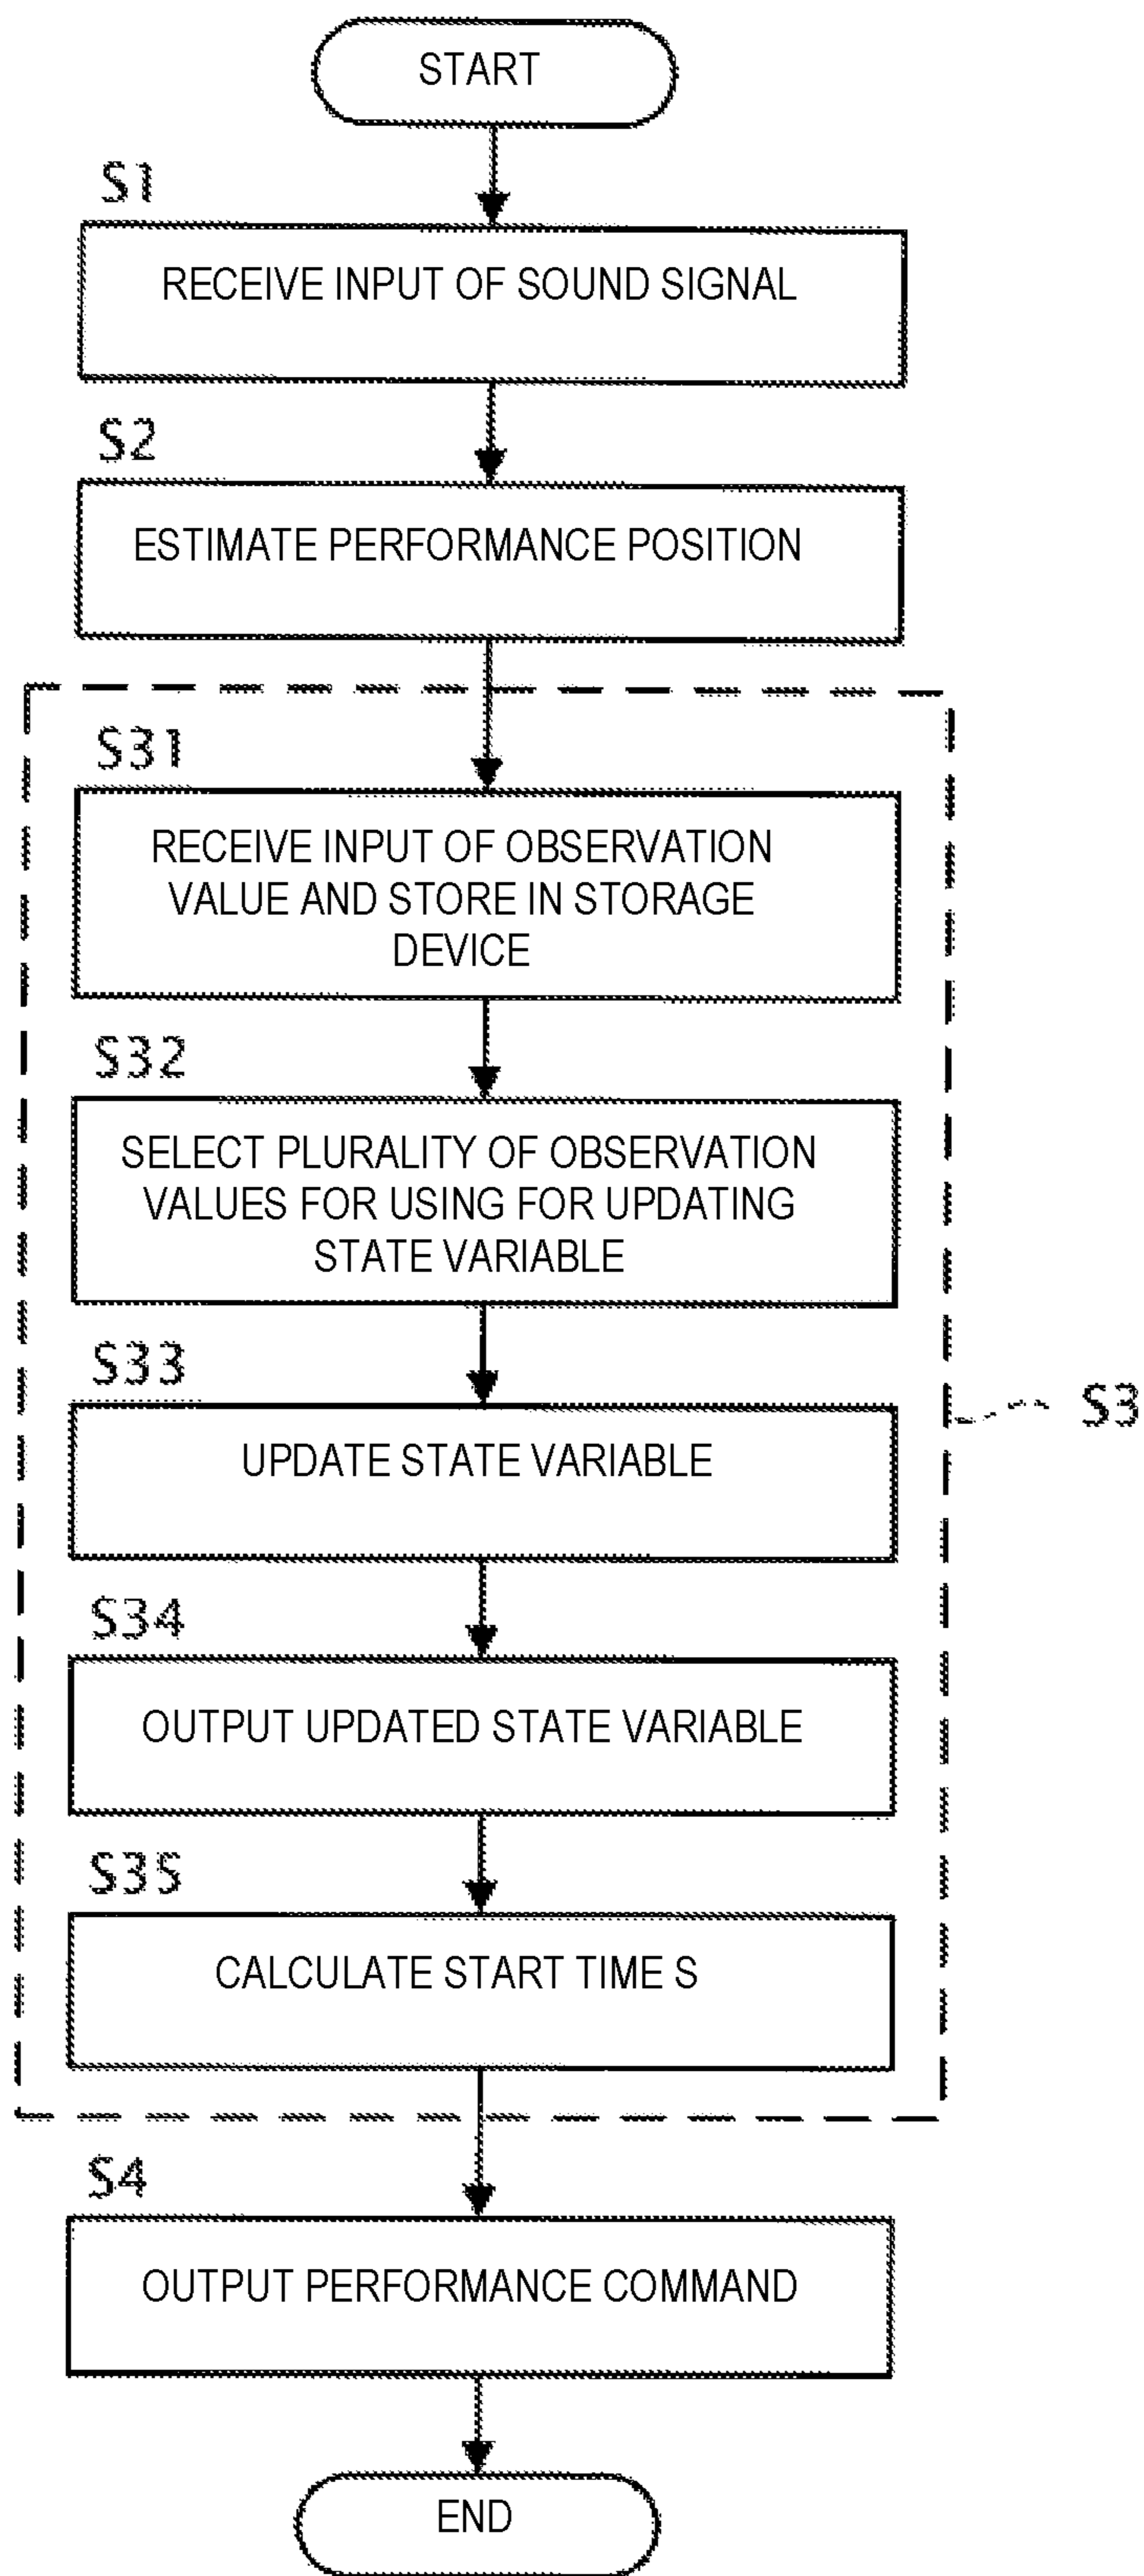 START
S1
RECEIVE INPUT OF SOUND SIGNAL
S2
ESTIMATE PERFORMANCE POSITION
S31
RECEIVE INPUT OF OBSERVATION
VALUE AND STORE IN STORAGE
DEVICE
S32
SELECT PLURALITY OF OBSERVATION
VALUES FOR USING FOR UPDATING
STATE VARIABLE
S33
UPDATE STATE VARIABLE
S3
S34
OUTPUT UPDATED STATE VARIABLE
S35
CALCULATE START TIME S
S4
OUTPUT PERFORMANCE COMMAND
END